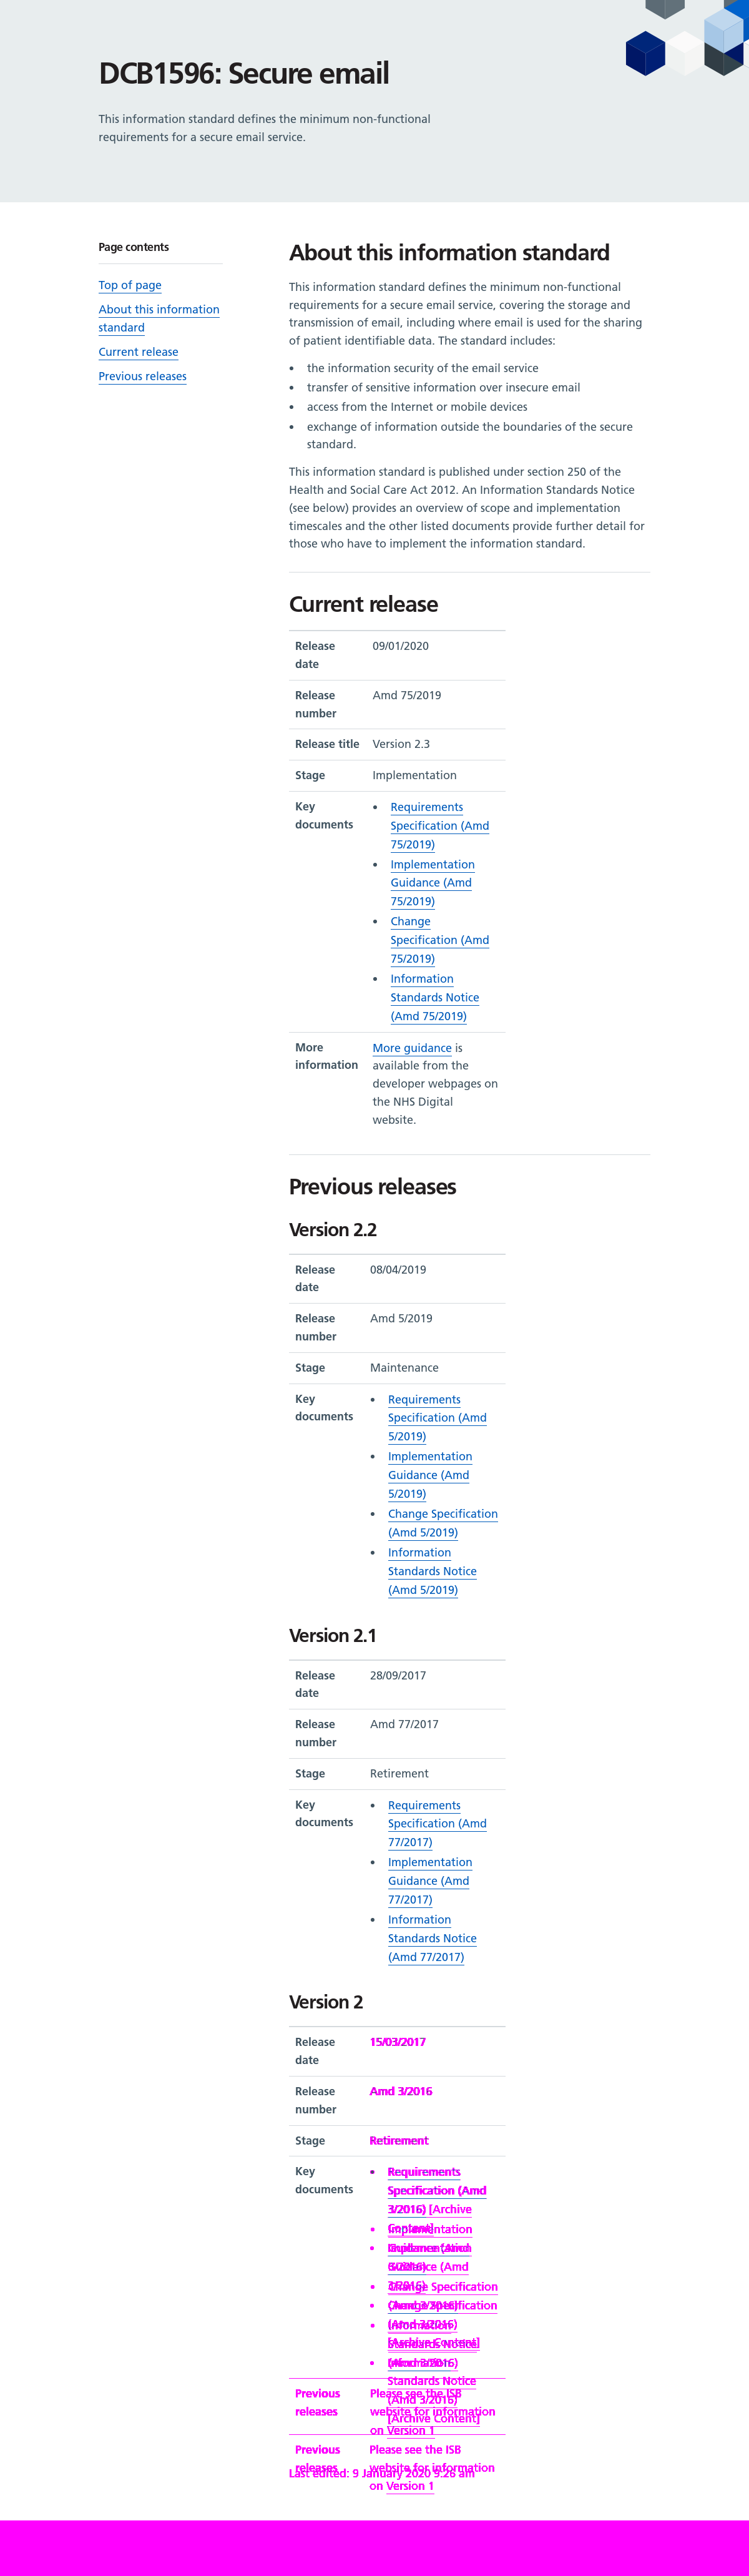 DCB1596: Secure email
This information standard defines the minimum non-functional
requirements for a secure email service.
Page contents
Top of page
About this information
standard
Current release
Previous releases
About this information standard
This information standard defines the minimum non-functional
requirements for a secure email service, covering the storage and
transmission of email, including where email is used for the sharing
of patient identifiable data. The standard includes:
• the information security of the email service
• transfer of sensitive information over insecure email
• access from the Internet or mobile devices
• exchange of information outside the boundaries of the secure
standard.
This information standard is published under section 250 of the
Health and Social Care Act 2012. An Information Standards Notice
(see below) provides an overview of scope and implementation
timescales and the other listed documents provide further detail for
those who have to implement the information standard.
Current release
Release 09/01/2020
date
Release Amd 75/2019
number
Release title Version 2.3
Stage Implementation
Key • Requirements
documents Specification (Amd
75/2019)
• Implementation
Guidance (Amd
75/2019)
• Change
Specification (Amd
75/2019)
• Information
Standards Notice
(Amd 75/2019)
More More guidance is
information available from the
developer webpages on
the NHS Digital
website.
Previous releases
Version 2.2
Release 08/04/2019
date
Release Amd 5/2019
number
Stage Maintenance
Key • Requirements
documents Specification (Amd
5/2019)
• Implementation
Guidance (Amd
5/2019)
• Change Specification
(Amd 5/2019)
• Information
Standards Notice
(Amd 5/2019)
Version 2.1
Release 28/09/2017
date
Release Amd 77/2017
number
Stage Retirement
Key • Requirements
documents Specification (Amd
77/2017)
• Implementation
Guidance (Amd
77/2017)
• Information
Standards Notice
(Amd 77/2017)
Version 2
Release 15/03/2017
date
Release Amd 3/2016
number
Stage Retirement
Key • Requirements
documents Specification (Amd
3/2016) [Archive
Content]
• Implementation
Guidance (Amd
3/2016)
• Change Specification
(Amd 3/2016)
[Archive Content]
• Information
Standards Notice
(Amd 3/2016)
[Archive Content]
Previous Please see the ISB
releases website for information
on Version 1
Previous Please see the ISB
releases website for information
on Version 1
Last edited: 9 January 2020 9:26 am